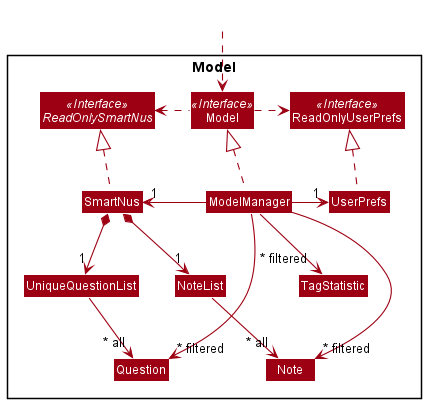 Model
«Interface»
ReadOnlySmartNus
«Interface»
Model
«Interface»
ReadOnlyUserPrefs
1
1
SmartNus
ModelManager
UserPrefs
1
1
* filtered
UniqueQuestionList
NoteList
TagStatistic
* all
* filtered
* all
* filtered
Question
Note